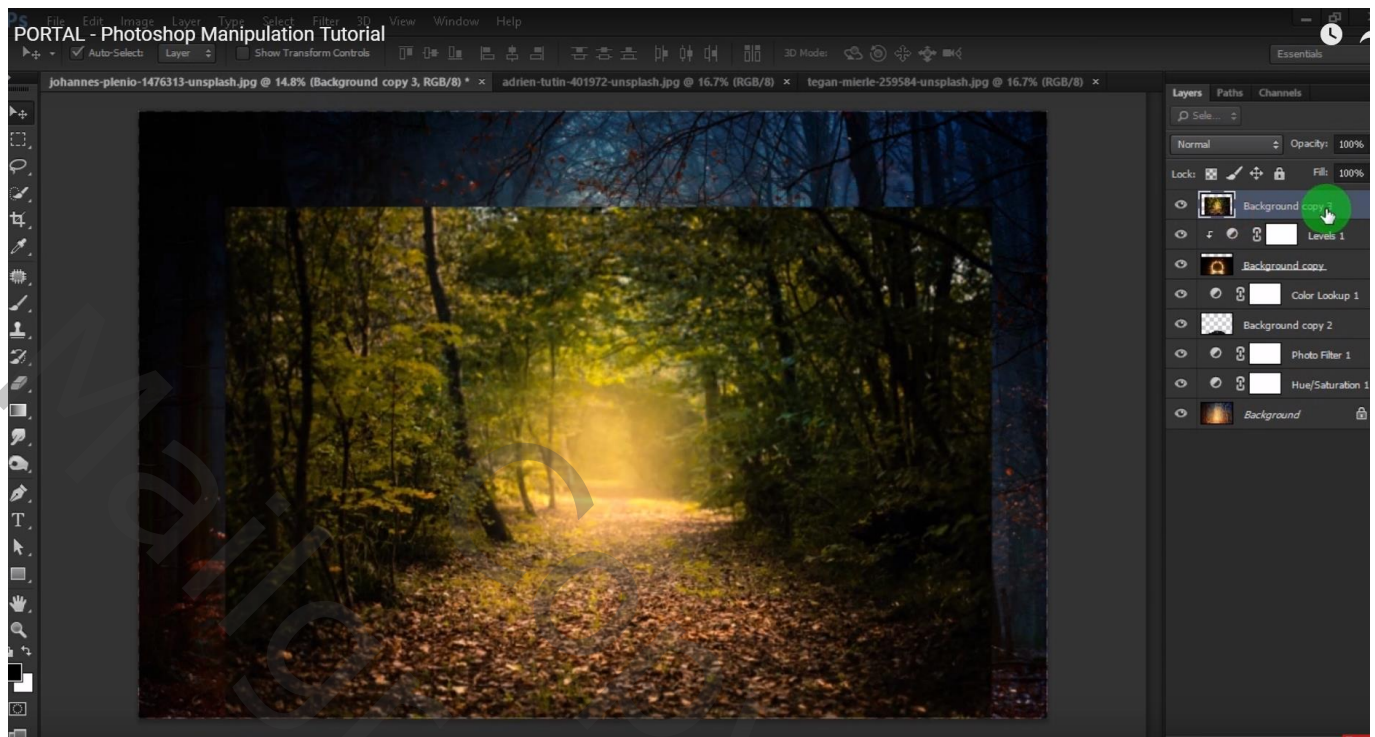 Ps File Edit Image Layer Type Select Filter 3D View Window Help
PORTAL - Photoshop Manipulation Tutorial
Auto-Select: Layer Show Transform Controls 3D Mode: Essentials
johannes-plenio-1476313-unsplash.jpg @ 14.8% (Background copy 3, RGB/8) * × adrien-tutin-401972-unsplash.jpg @ 16.7% (RGB/8) × tegan-mierle-259584-unsplash.jpg @ 16.7% (RGB/8) ×
Layers Paths Channels
Sele...
Normal Opacity: 100%
Lock: Fill: 100%
Background copy 3
Levels 1
Background copy
Color Lookup 1
Background copy 2
Photo Filter 1
Hue/Saturation 1
Background
T